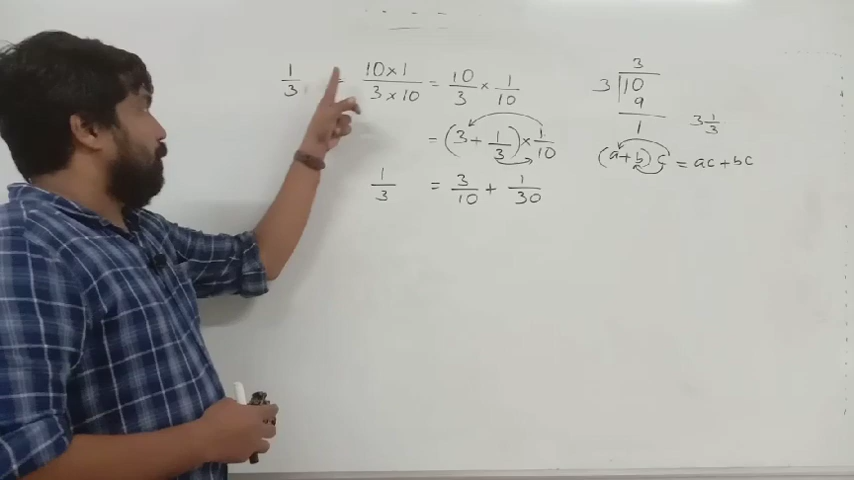 1/3 = 10×1/3×10 = 10/3 × 1/10
= (3 + 1/3) × 1/10
1/3 = 3/10 + 1/30
3
3 10
9
1
3 1/3
(a+b)c = ac + bc